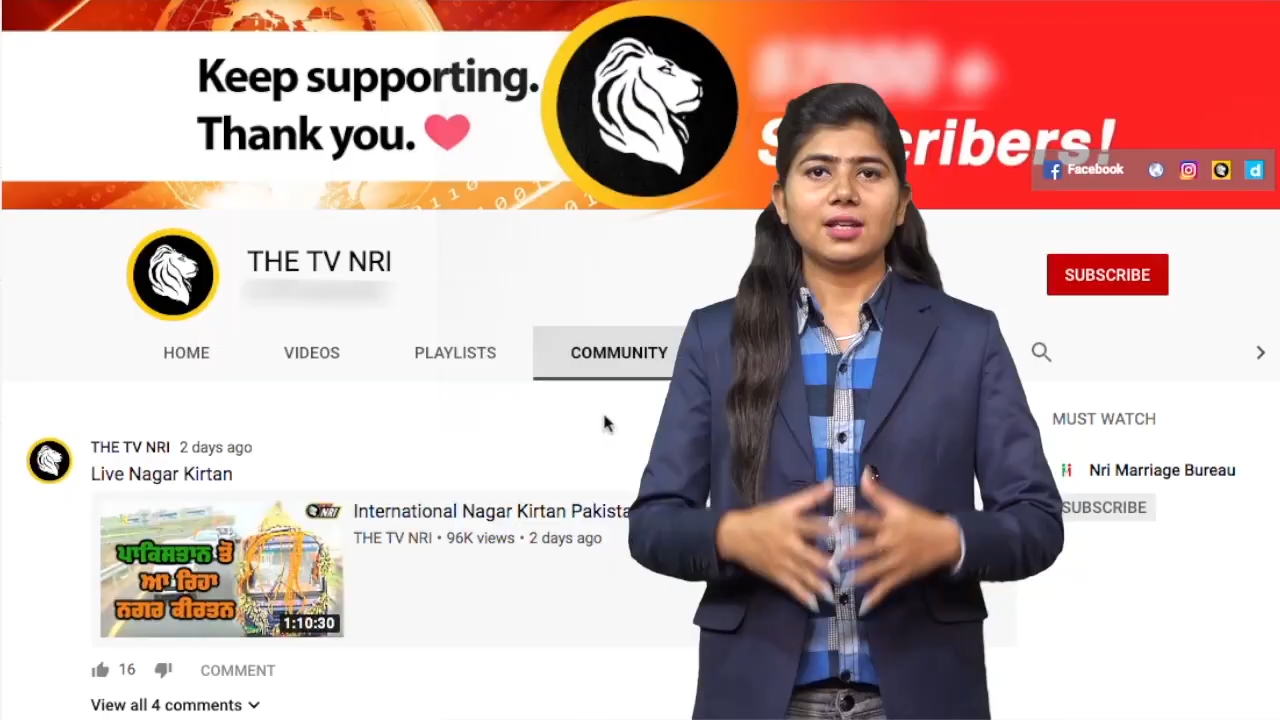 Keep supporting.
Thank you.
THE TV NRI
SUBSCRIBE
Facebook
HOME
VIDEOS
PLAYLISTS
COMMUNITY
MUST WATCH
Nri Marriage Bureau
SUBSCRIBE
THE TV NRI 2 days ago
Live Nagar Kirtan
ਪਾਕਿਸਤਾਨ ਤੋਂ
ਆ ਰਿਹਾ
ਨਗਰ ਕੀਰਤਨ
NRI
1:10:30
International Nagar Kirtan
THE TV NRI • 96K views • 2 days ago
16
COMMENT
View all 4 comments